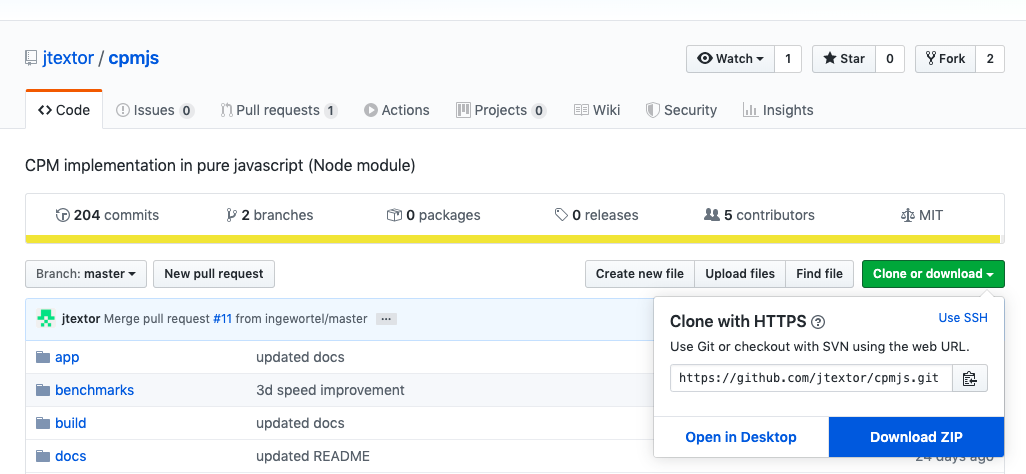 jtextor / cpmjs Watch 1 Star 0 Fork 2
Code Issues 0 Pull requests 1 Actions Projects 0 Wiki Security Insights
CPM implementation in pure javascript (Node module)
204 commits 2 branches 0 packages 0 releases 5 contributors MIT
Branch: master New pull request Create new file Upload files Find file Clone or download
jtextor Merge pull request #11 from ingewortel/master ...
Clone with HTTPS ? Use SSH
Use Git or checkout with SVN using the web URL.
https://github.com/jtextor/cpmjs.git
Open in Desktop Download ZIP
app updated docs
benchmarks 3d speed improvement
build updated docs
docs updated README 24 days ago